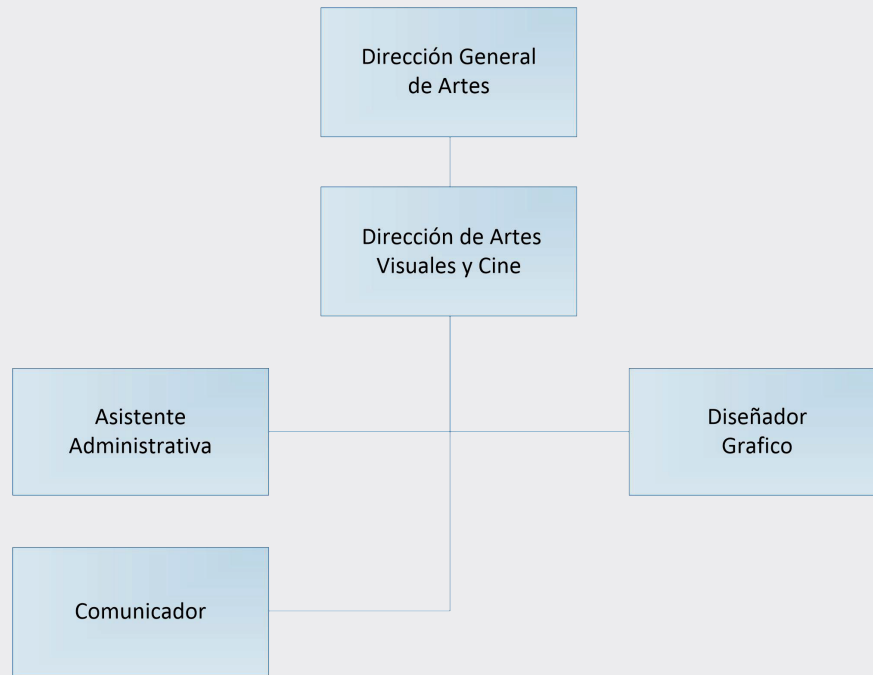 Dirección General
de Artes
Dirección de Artes
Visuales y Cine
Asistente
Administrativa
Diseñador
Grafico
Comunicador